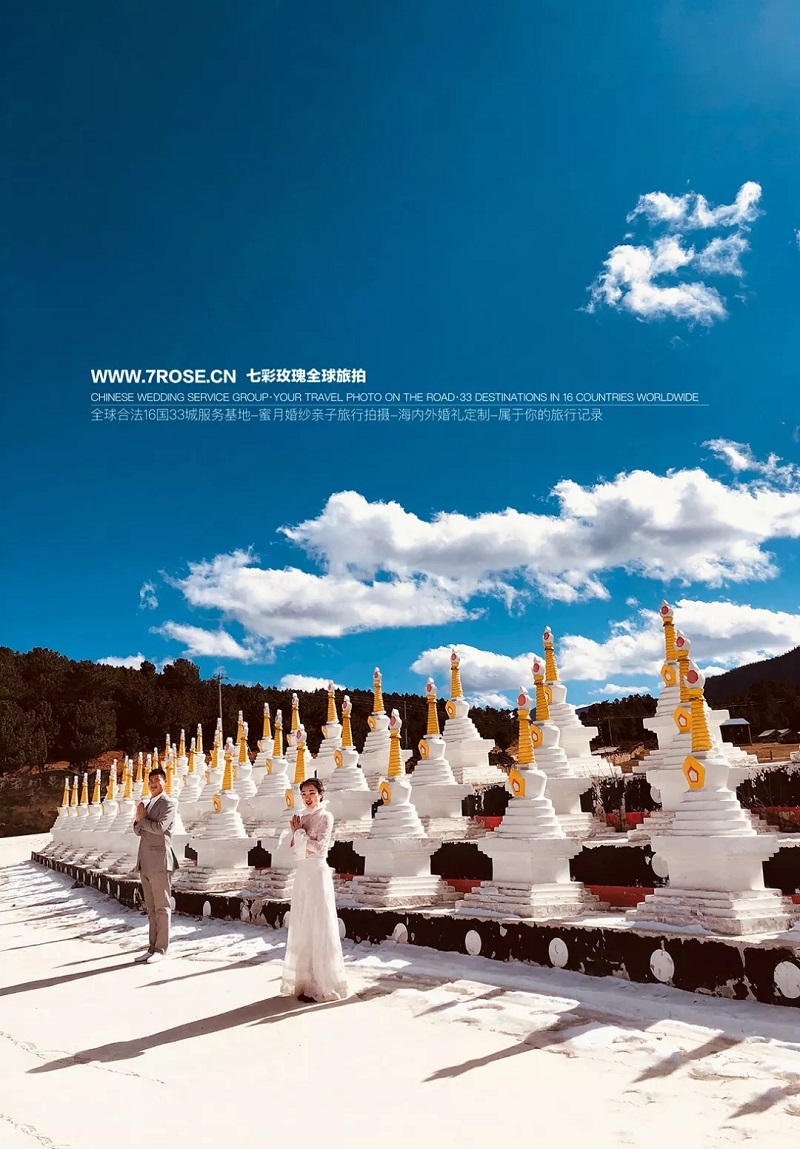 WWW.7ROSE.CN 七彩玫瑰全球旅拍
CHINESE WEDDING SERVICE GROUP·YOUR TRAVEL PHOTO ON THE ROAD·33 DESTINATIONS IN 16 COUNTRIES WORLDWIDE
全球合法16国33城服务基地-蜜月婚纱亲子旅行拍摄-海内外婚礼定制-属于你的旅行记录